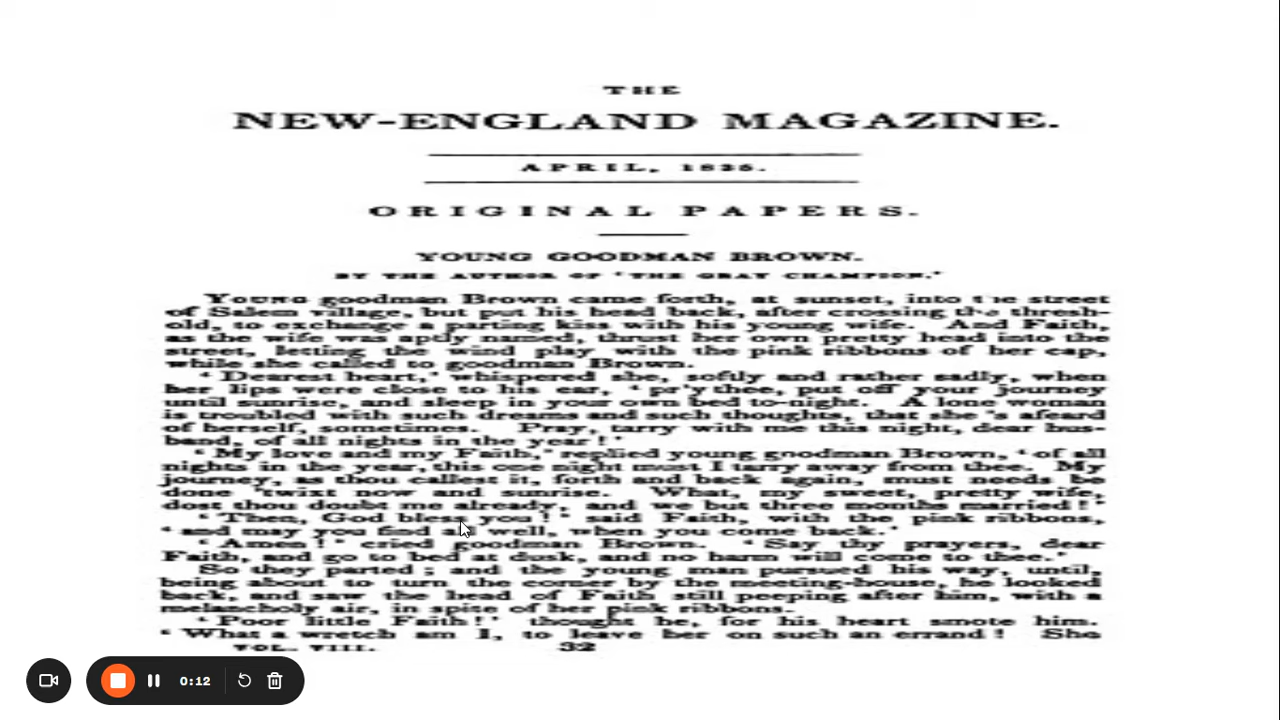 THE
NEW-ENGLAND MAGAZINE.
APRIL, 1835.
ORIGINAL PAPERS.
YOUNG GOODMAN BROWN.
BY THE AUTHOR OF 'THE GRAY CHAMPION.'
YOUNG goodman Brown came forth, at sunset, into the street
of Salem village, but put his head back, after crossing the thresh-
old, to exchange a parting kiss with his young wife. And Faith,
as the wife was aptly named, thrust her own pretty head into the
street, letting the wind play with the pink ribbons of her cap,
while she called to goodman Brown.
'Dearest heart,' whispered she, softly and rather sadly, when
her lips were close to his ear, 'pr'y thee, put off your journey
until sunrise, and sleep in your own bed to-night. A lone woman
is troubled with such dreams and such thoughts, that she 's afeard
of herself, sometimes. Pray, tarry with me this night, dear hus-
band, of all nights in the year!'
'My love and my Faith,' replied young goodman Brown, 'of all
nights in the year, this one night must I tarry away from thee. My
journey, as thou callest it, forth and back again, must needs be
done 'twixt now and sunrise. What, my sweet, pretty wife,
dost thou doubt me already, and we but three months married!'
'Then, God bless you!' said Faith, with the pink ribbons,
'and may you find all well, when you come back.'
'Amen!' cried goodman Brown. 'Say thy prayers, dear
Faith, and go to bed at dusk, and no harm will come to thee.'
So they parted; and the young man pursued his way, until,
being about to turn the corner by the meeting-house, he looked
back, and saw the head of Faith still peeping after him, with a
melancholy air, in spite of her pink ribbons.
'Poor little Faith!' thought he, for his heart smote him.
'What a wretch am I, to leave her on such an errand! She
VOL. VIII. 32
0:12